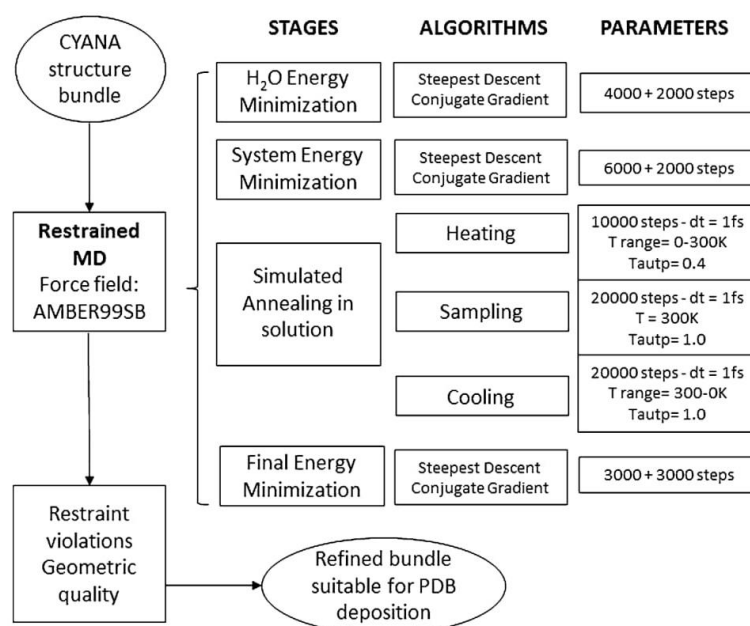 CYANA
structure
bundle
Restrained
MD
Force field:
AMBER99SB
Restraint
violations
Geometric
quality
Refined bundle
suitable for PDB
deposition
STAGES
ALGORITHMS
PARAMETERS
H₂O Energy
Minimization
Steepest Descent
Conjugate Gradient
4000 + 2000 steps
System Energy
Minimization
Steepest Descent
Conjugate Gradient
6000 + 2000 steps
Simulated
Annealing in
solution
Heating
10000 steps - dt = 1fs
T range= 0-300K
Tautp= 0.4
Sampling
20000 steps - dt = 1fs
T = 300K
Tautp= 1.0
Cooling
20000 steps - dt = 1fs
T range= 300-0K
Tautp= 1.0
Final Energy
Minimization
Steepest Descent
Conjugate Gradient
3000 + 3000 steps